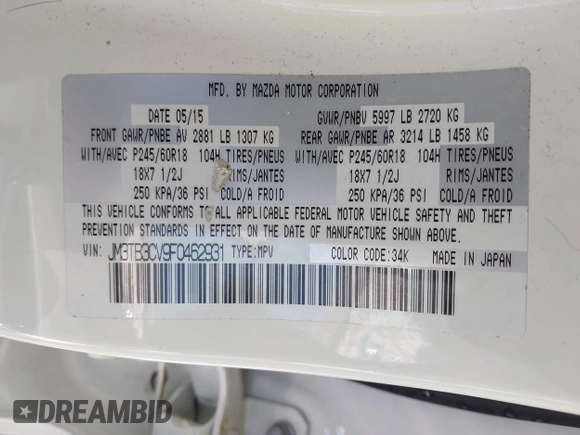 MFD. BY MAZDA MOTOR CORPORATION
DATE 05/15 GVWR/PNBV 5997 LB 2720 KG
FRONT GAWR/PNBE AV 2881 LB 1307 KG REAR GAWR/PNBE AR 3214 LB 1458 KG
WITH/AVEC P245/60R18 104H TIRES/PNEUS WITH/AVEC P245/60R18 104H TIRES/PNEUS
18X7 1/2J RIMS/JANTES 18X7 1/2J RIMS/JANTES
250 KPA/36 PSI COLD/A FROID 250 KPA/36 PSI COLD/A FROID
THIS VEHICLE CONFORMS TO ALL APPLICABLE FEDERAL MOTOR VEHICLE SAFETY AND THEFT
PREVENTION STANDARDS IN EFFECT ON THE DATE OF MANUFACTURE SHOWN ABOVE.
VIN: JM3TB3CV9F0452931 TYPE:MPV COLOR CODE:34K MADE IN JAPAN
DREAMBID